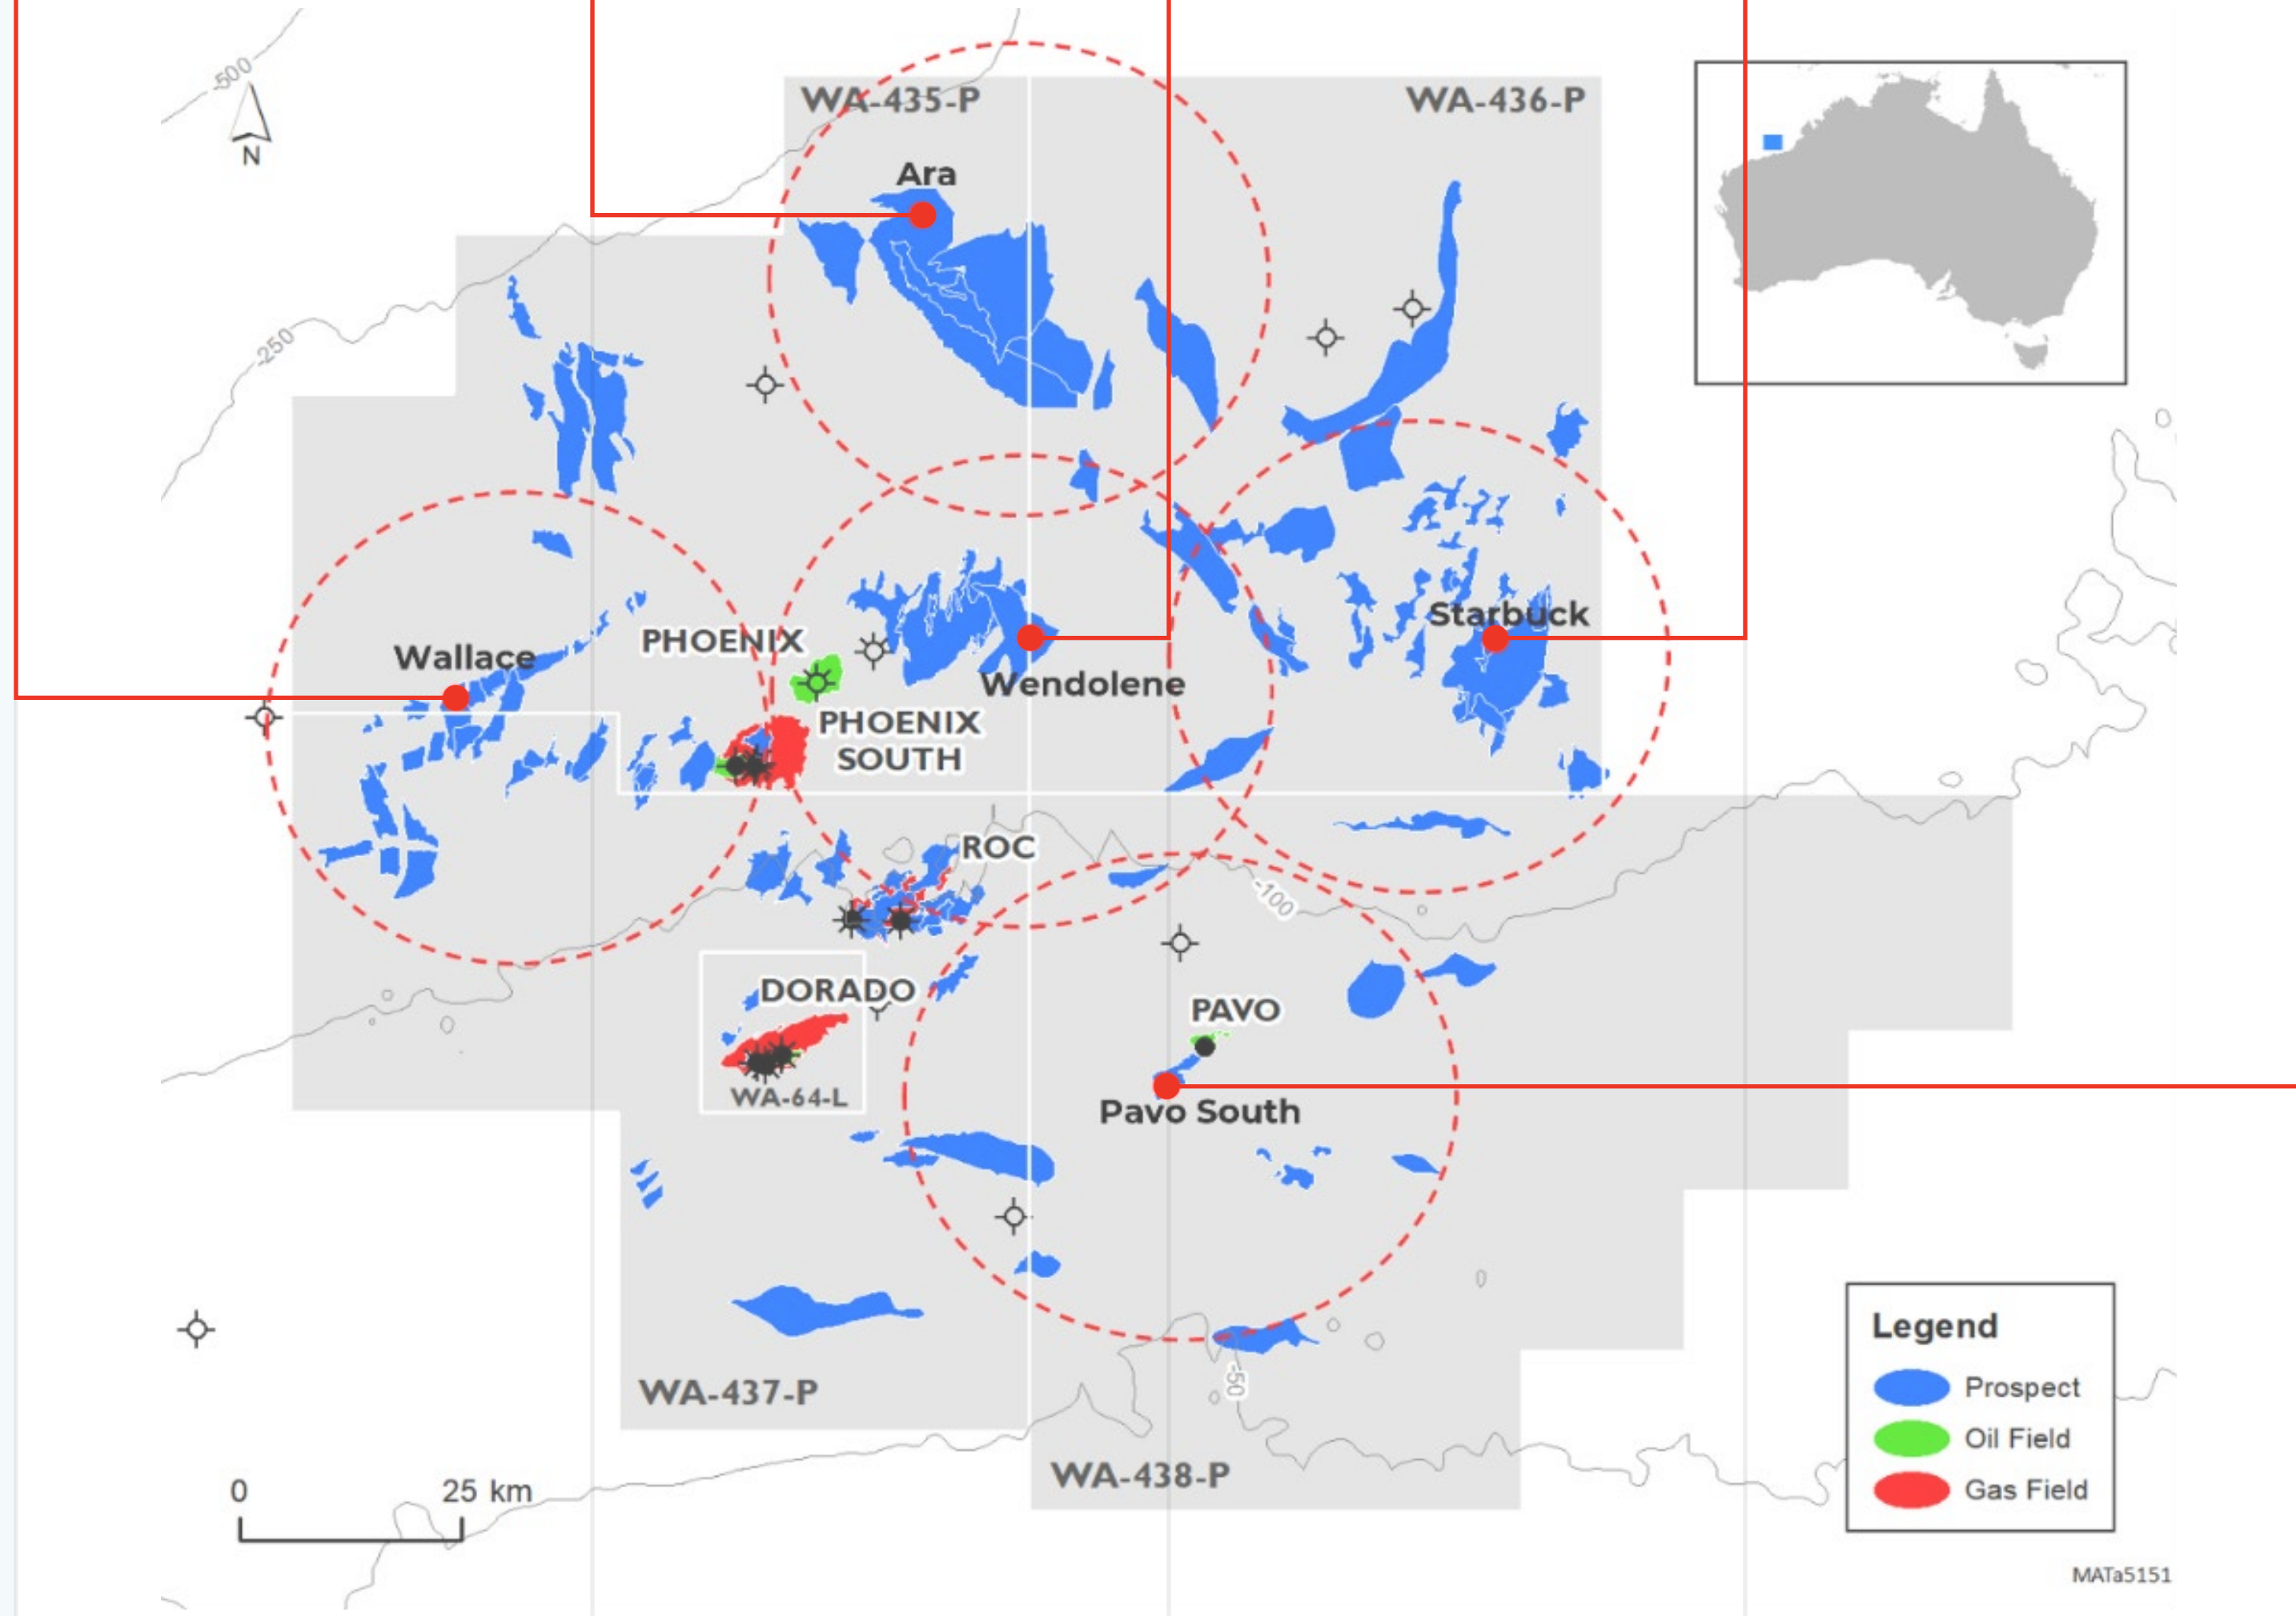 -500
WA-435-P
WA-436-P
N
Ara
-250
Starbuck
PHOENIX
Wallace
Wendolene
PHOENIX
SOUTH
ROC
-100
DORADO
PAVO
WA-64-L
Pavo South
Legend
Prospect
-50
WA-437-P
Oil Field
WA-438-P
Gas Field
0 25 km
MATa5151